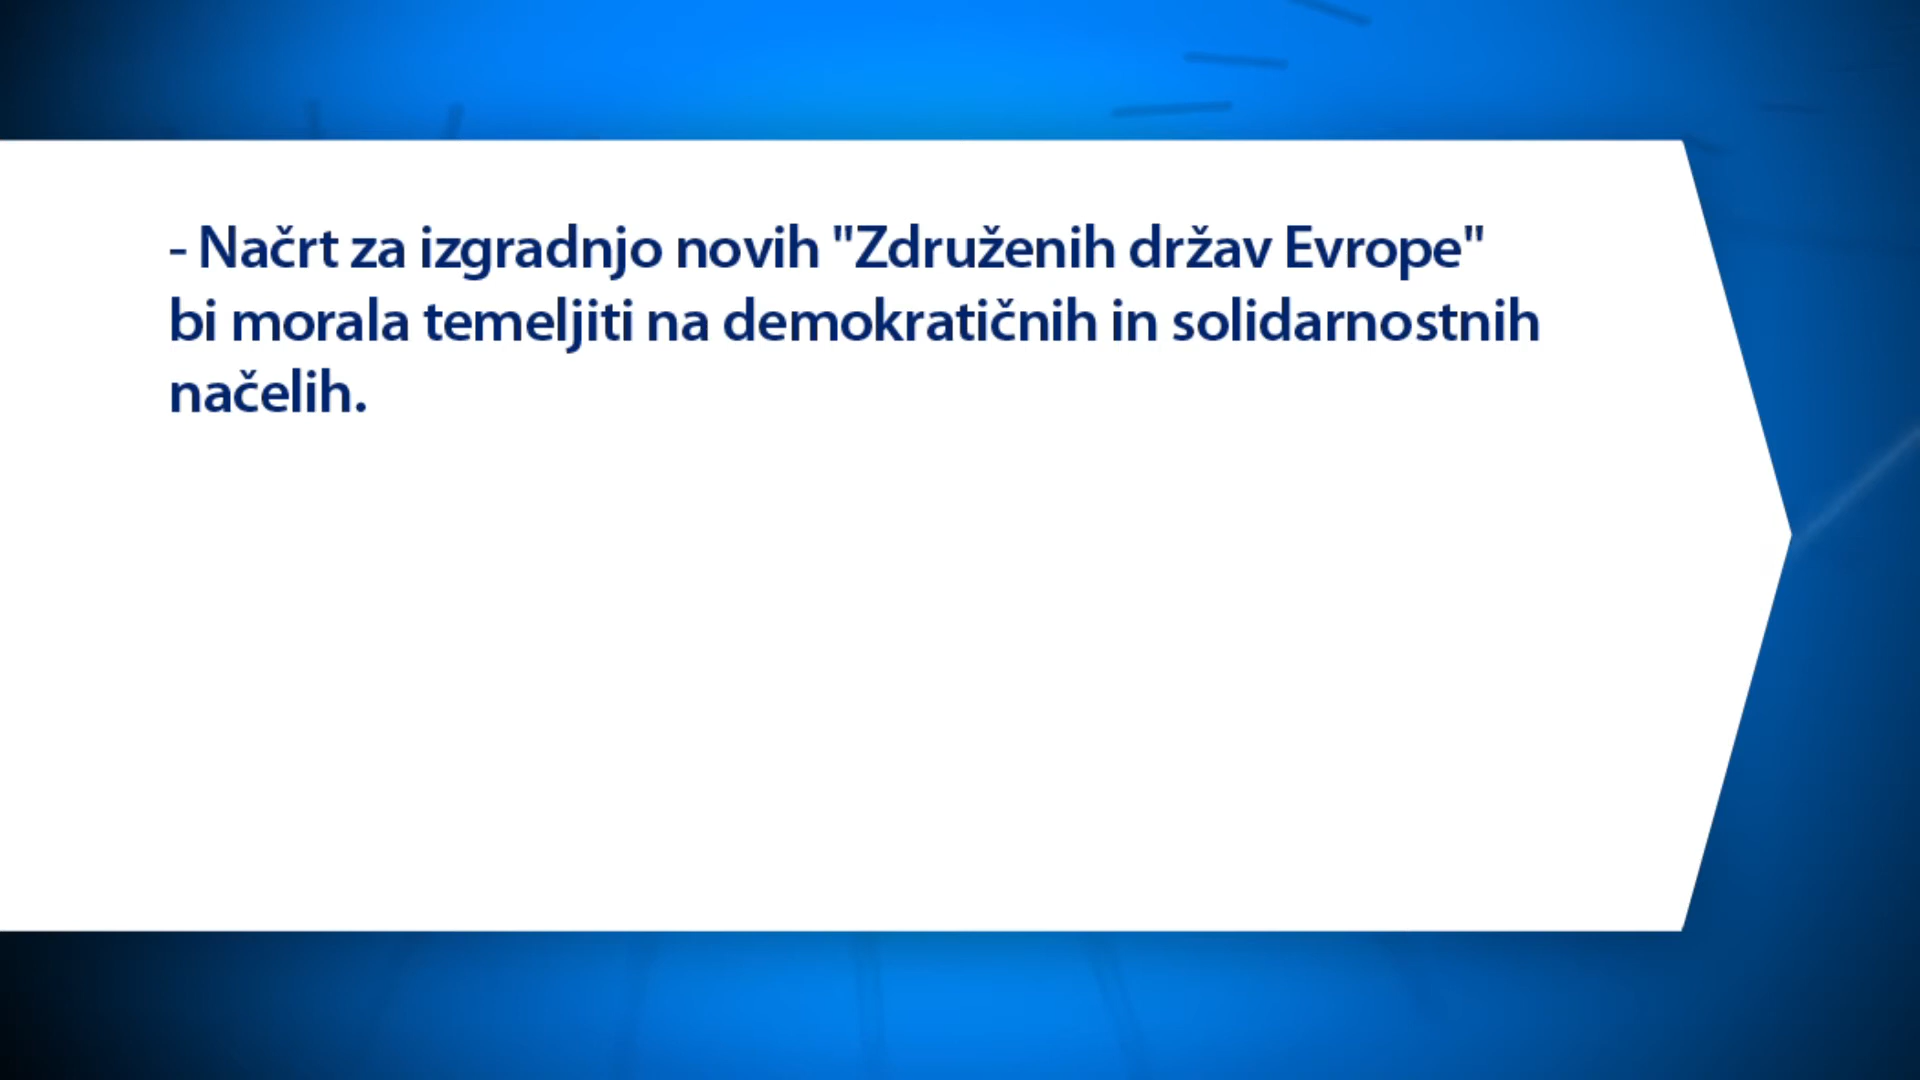 - Načrt za izgradnjo novih "Združenih držav Evrope"
bi morala temeljiti na demokratičnih in solidarnostnih
načelih.